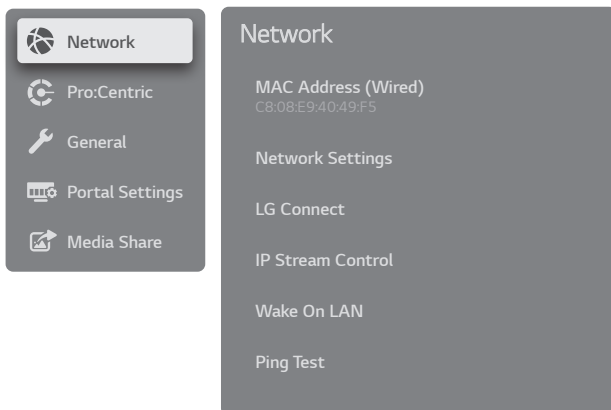 Network
Pro:Centric
General
Portal Settings
Media Share
Network
MAC Address (Wired)
C8:08:E9:40:49:F5
Network Settings
LG Connect
IP Stream Control
Wake On LAN
Ping Test